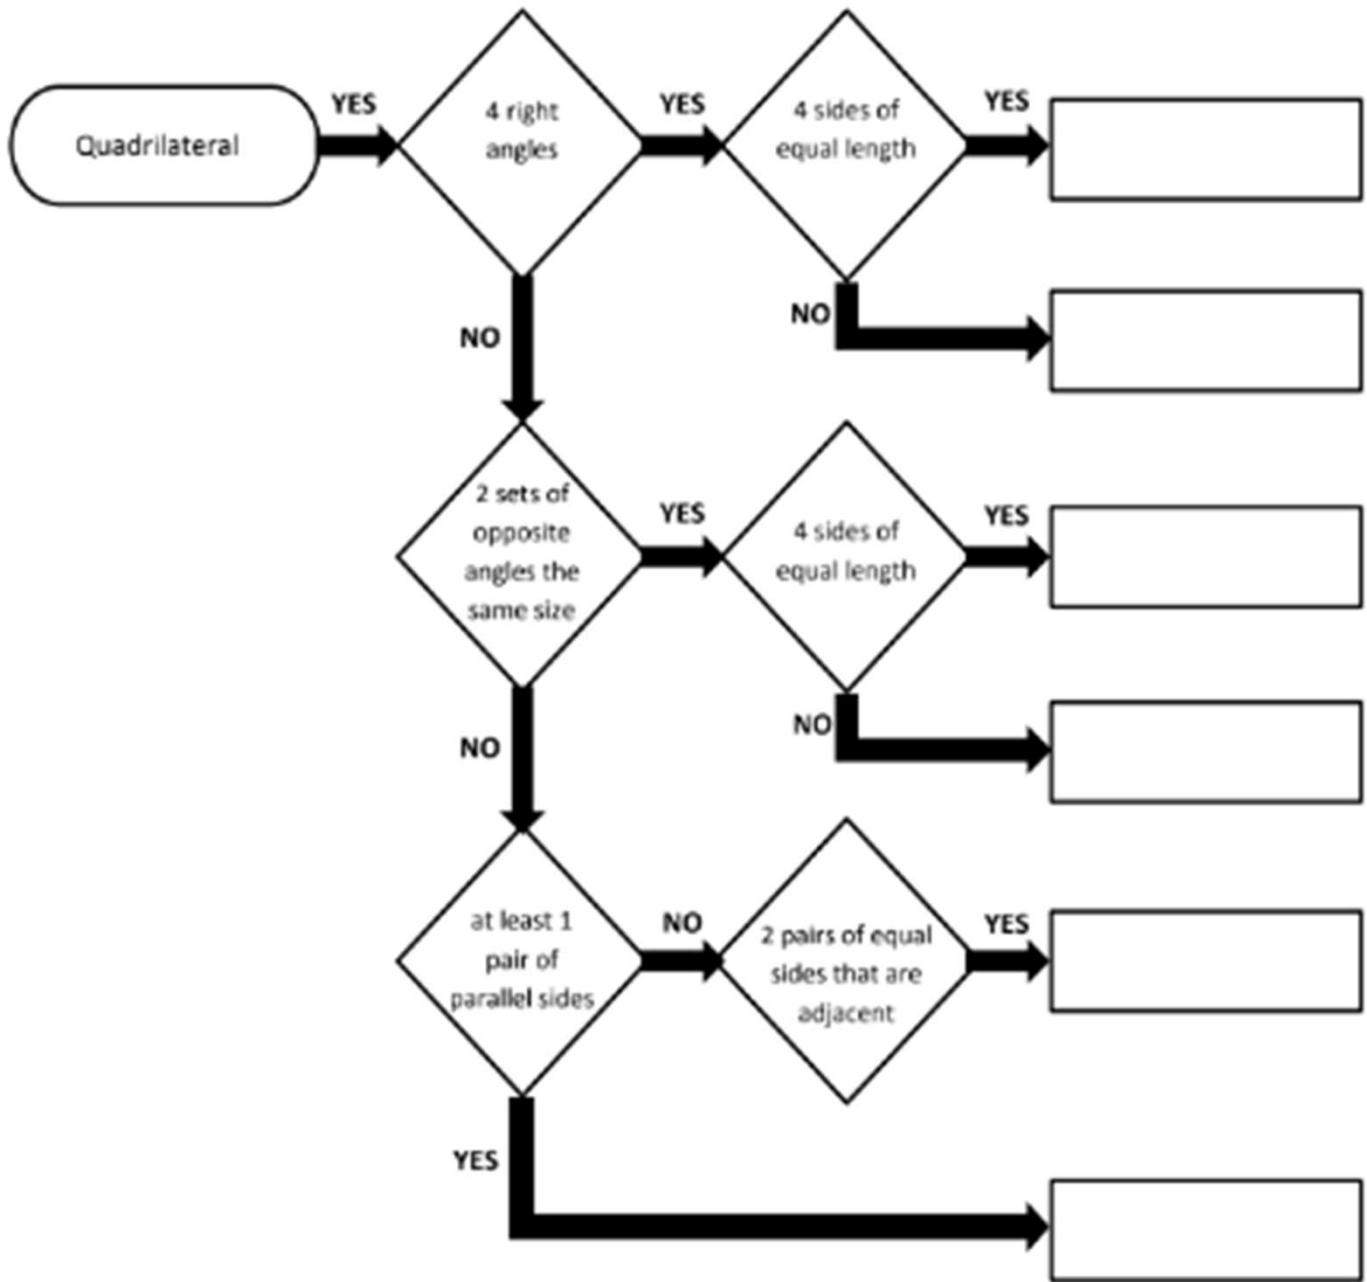 YES
YES
YES
Quadrilateral
4 right
angles
4 sides of
equal length
NO
NO
2 sets of
opposite
angles the
same size
YES
4 sides of
equal length
YES
NO
NO
at least 1
pair of
parallel sides
NO
2 pairs of equal
sides that are
adjacent
YES
YES